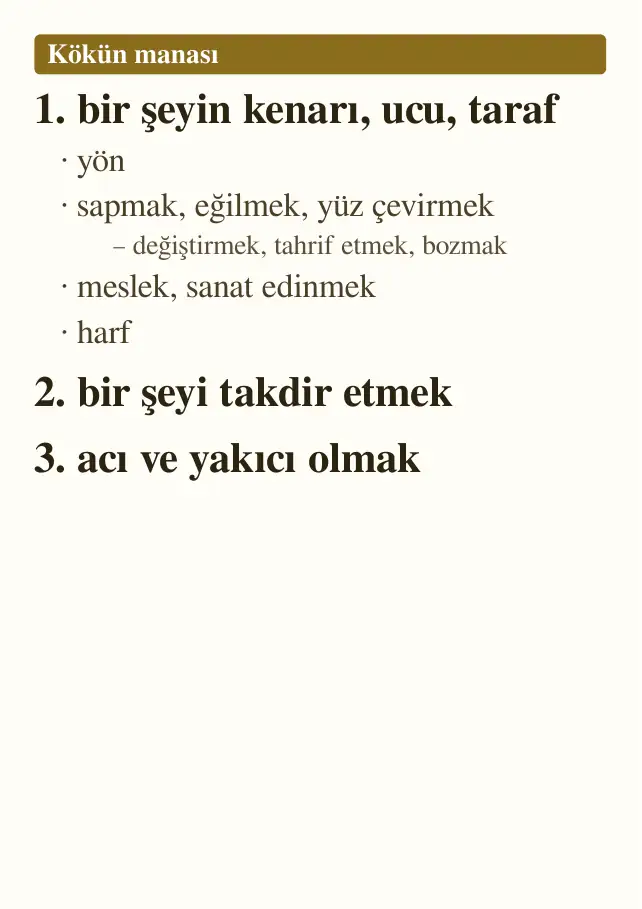 Kökün manası
1. bir şeyin kenarı, ucu, taraf
· yön
· sapmak, eğilmek, yüz çevirmek
– değiştirmek, tahrif etmek, bozmak
· meslek, sanat edinmek
· harf
2. bir şeyi takdir etmek
3. acı ve yakıcı olmak